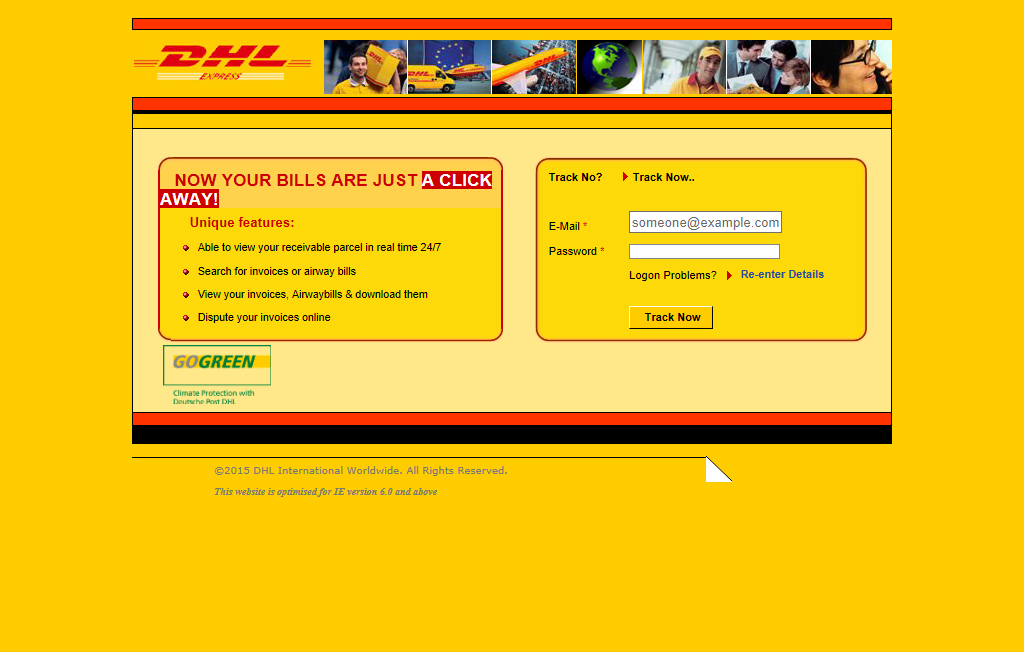 DHL
EXPRESS
NOW YOUR BILLS ARE JUST A CLICK
AWAY!
Unique features:
Able to view your receivable parcel in real time 24/7
Search for invoices or airway bills
View your invoices, Airwaybills & download them
Dispute your invoices online
GOGREEN
Climate Protection with
Deutsche Post DHL
Track No? Track Now..
E-Mail * someone@example.com
Password *
Logon Problems? Re-enter Details
Track Now
©2015 DHL International Worldwide. All Rights Reserved.
This website is optimised for IE version 6.0 and above